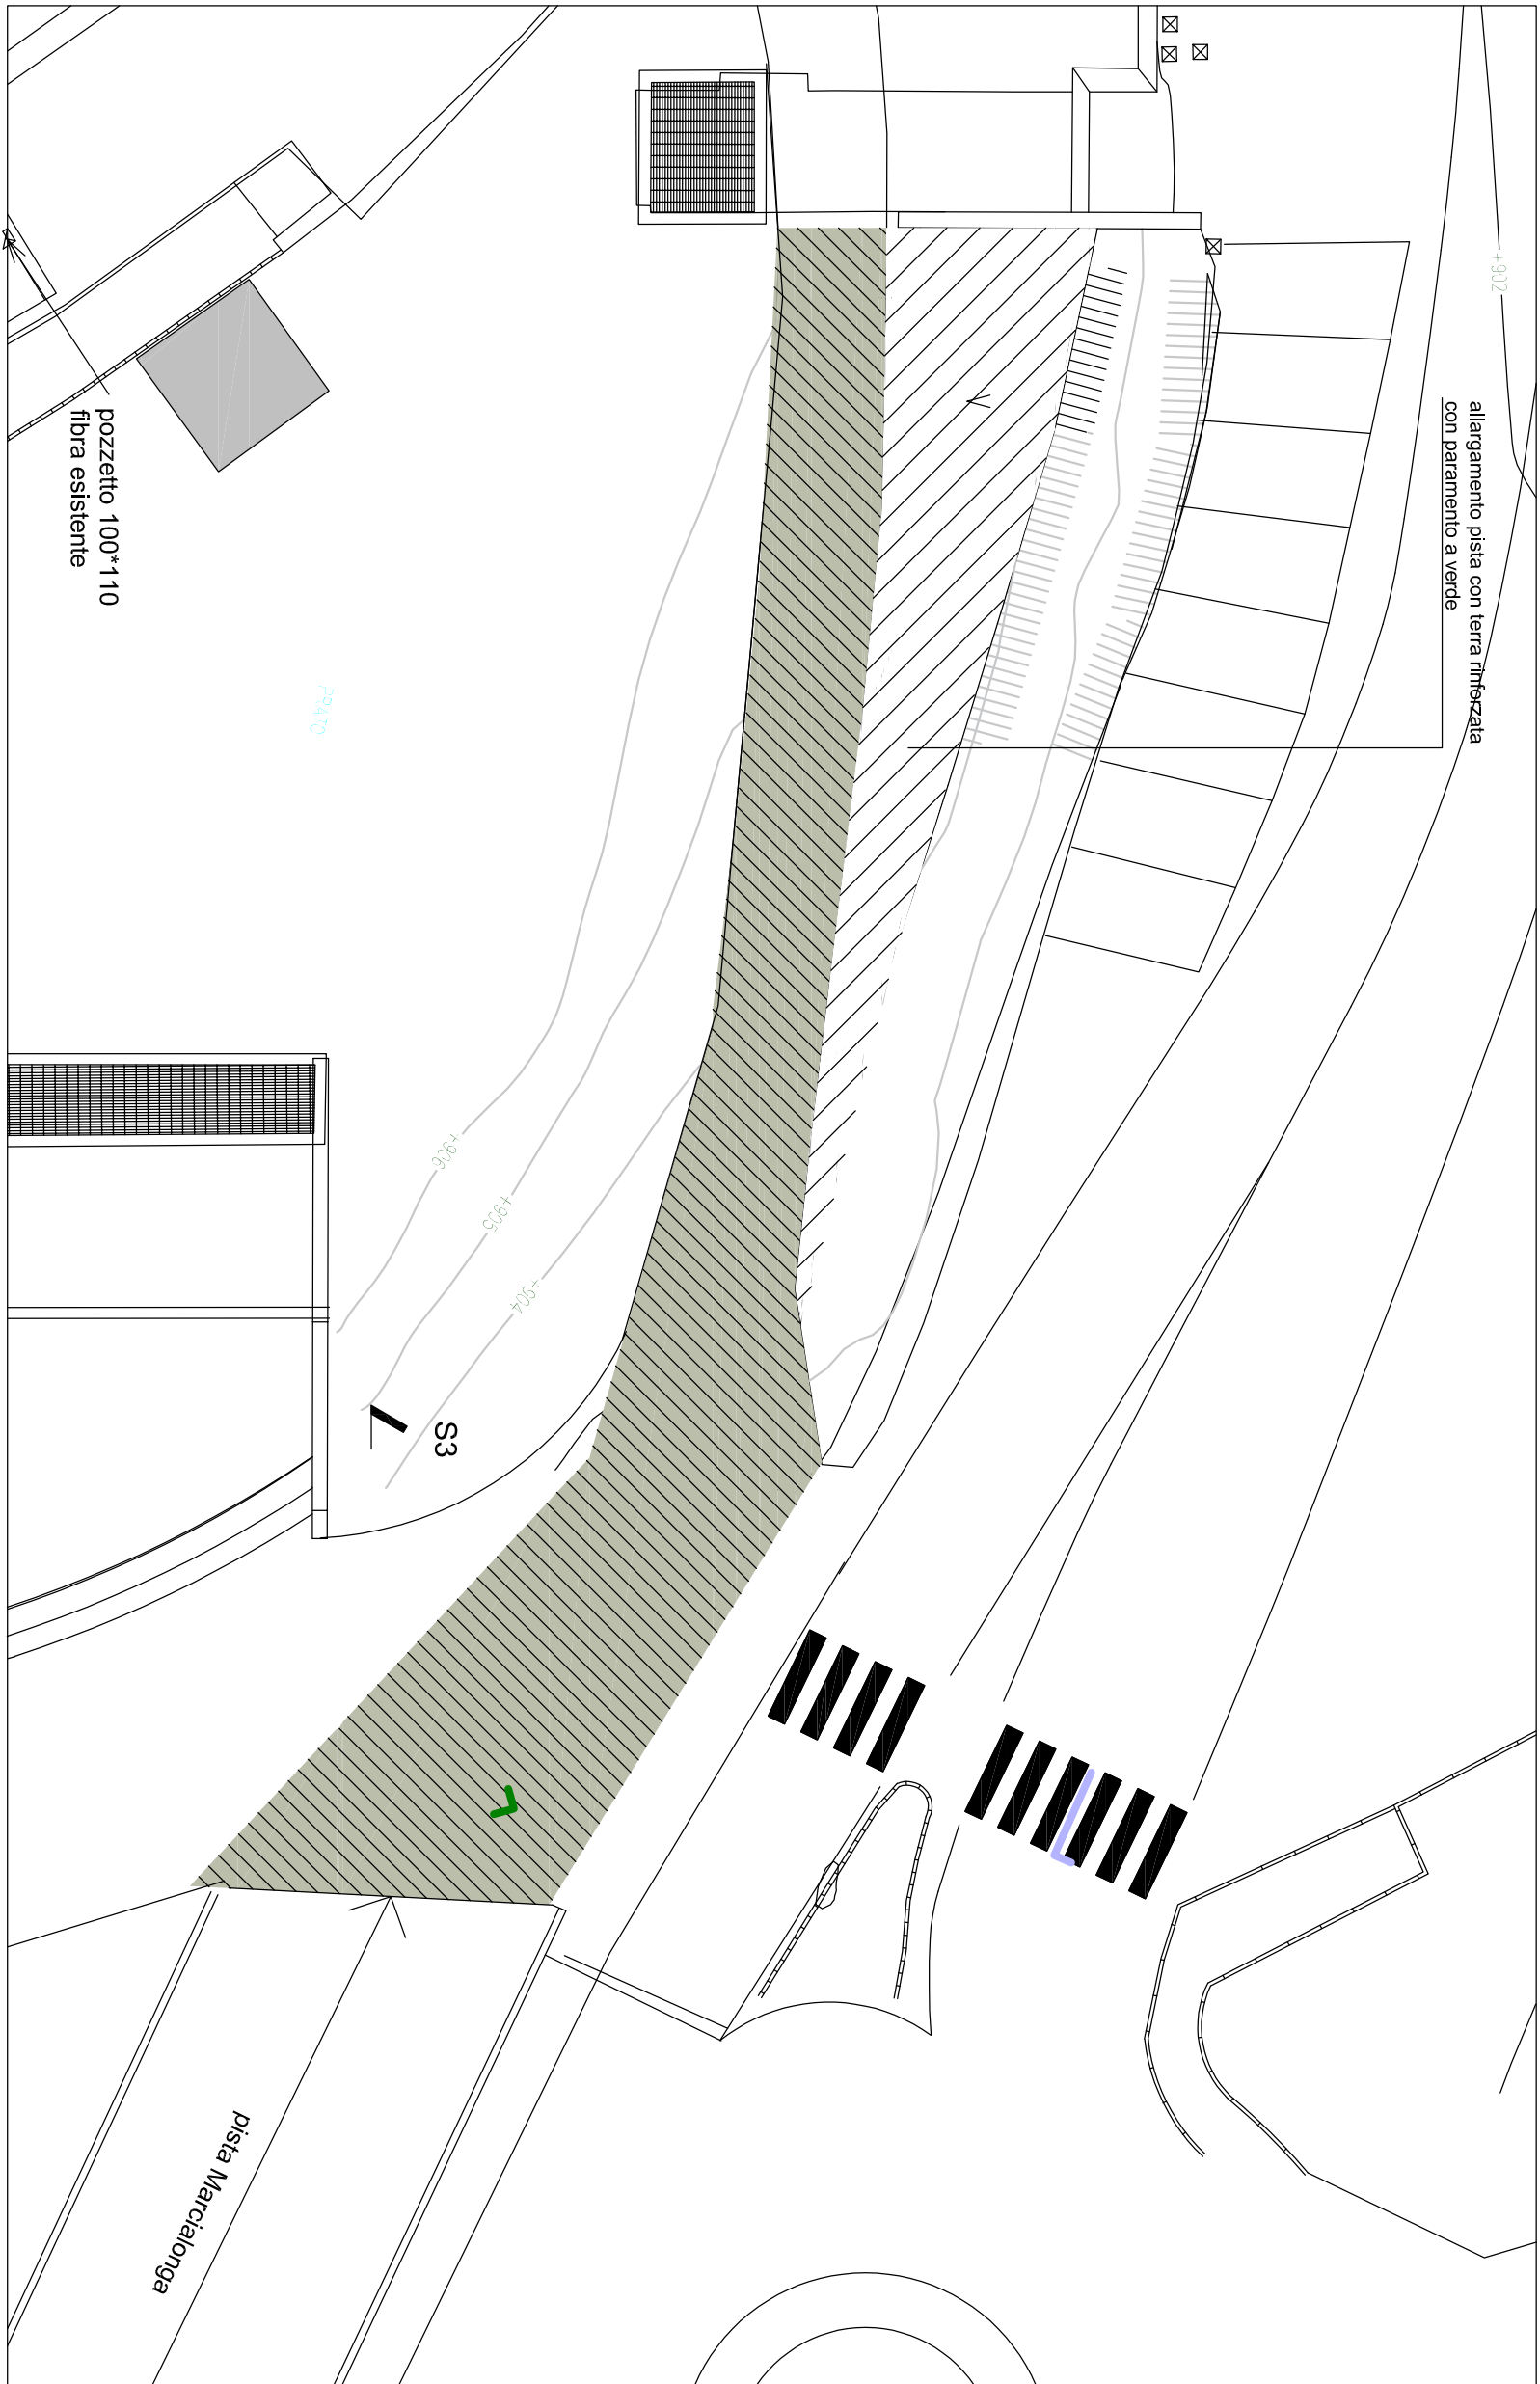 +902
allargamento pista con terra rinforzata
con paramento a verde
pozzetto 100*110
fibra esistente
PRATO
+906
+905
+904
S3
pista Marcialonga